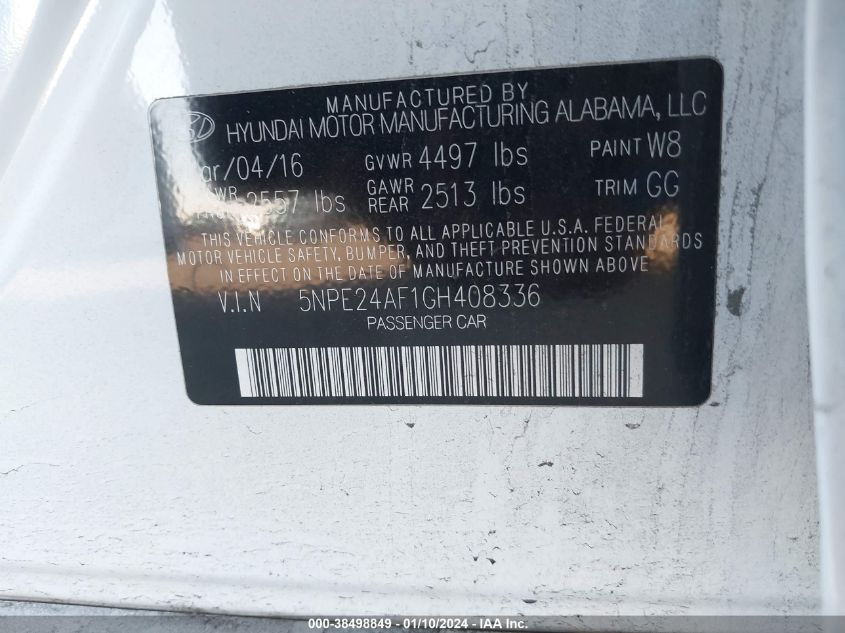 MANUFACTURED BY
HYUNDAI MOTOR MANUFACTURING ALABAMA, LLC
ar/04/16 GVWR 4497 lbs PAINT W8
2557 lbs GAWR REAR 2513 lbs TRIM GG
THIS VEHICLE CONFORMS TO ALL APPLICABLE U.S.A. FEDERAL
MOTOR VEHICLE SAFETY, BUMPER, AND THEFT PREVENTION STANDARDS
IN EFFECT ON THE DATE OF MANUFACTURE SHOWN ABOVE
V.I.N 5NPE24AF1GH408336
PASSENGER CAR
000-38498849 - 01/10/2024 - IAA Inc.